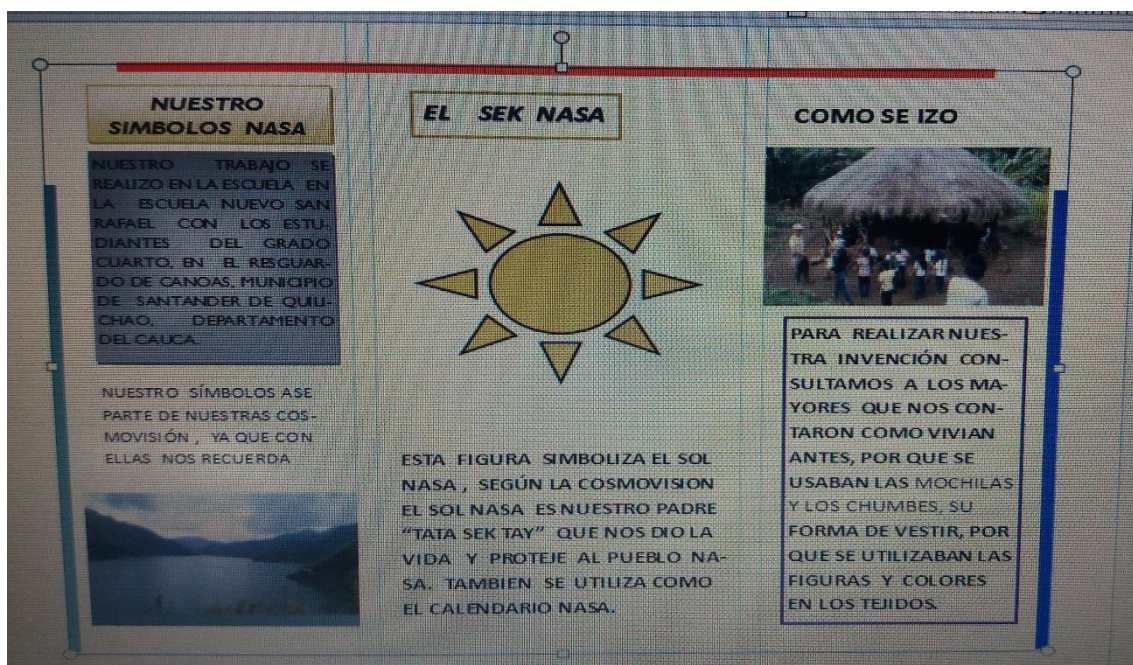 NUESTRO
SIMBOLOS NASA
NUESTRO TRABAJO SE
REALIZO EN LA ESCUELA EN
LA ESCUELA NUEVO SAN
RAFAEL CON LOS ESTU-
DIANTES DEL GRADO
CUARTO, EN EL RESGUAR-
DO DE CANOAS, MUNICIPIO
DE SANTANDER DE QUILI-
CHAO, DEPARTAMENTO
DEL CAUCA.
NUESTRO SÍMBOLOS ASE
PARTE DE NUESTRAS COS-
MOVISIÓN , YA QUE CON
ELLAS NOS RECUERDA
EL SEK NASA
ESTA FIGURA SIMBOLIZA EL SOL
NASA , SEGÚN LA COSMOVISION
EL SOL NASA ES NUESTRO PADRE
“TATA SEK TAY” QUE NOS DIO LA
VIDA Y PROTEJE AL PUEBLO NA-
SA. TAMBIEN SE UTILIZA COMO
EL CALENDARIO NASA.
COMO SE IZO
PARA REALIZAR NUES-
TRA INVENCIÓN CON-
SULTAMOS A LOS MA-
YORES QUE NOS CON-
TARON COMO VIVIAN
ANTES, POR QUE SE
USABAN LAS MOCHILAS
Y LOS CHUMBES, SU
FORMA DE VESTIR, POR
QUE SE UTILIZABAN LAS
FIGURAS Y COLORES
EN LOS TEJIDOS.